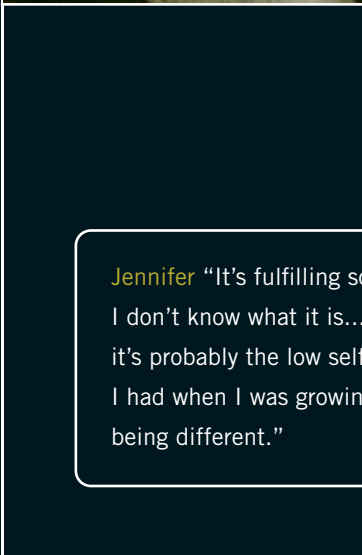 Jennifer “It’s fulfilling
I don’t know what it is...
it’s probably the low
I had when I was
being different.”